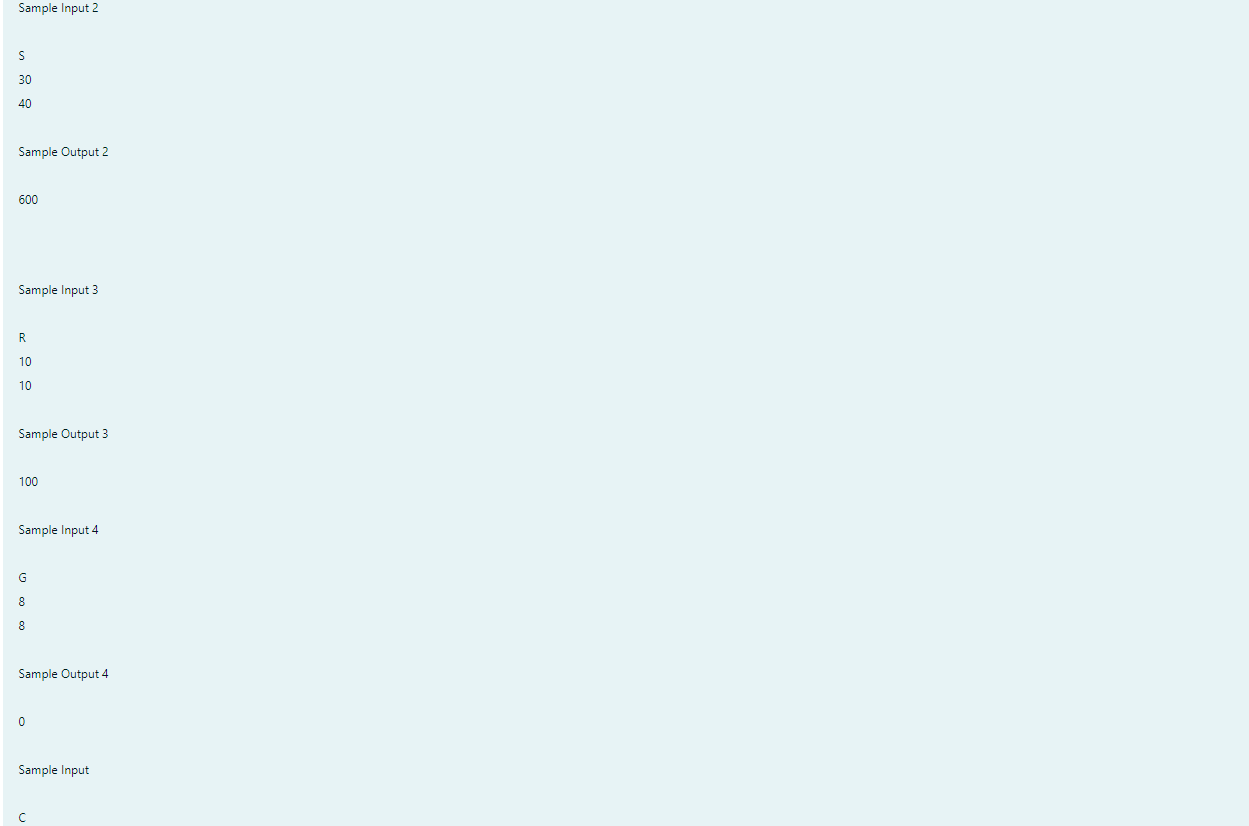 Sample Input 2
S
30
40
Sample Output 2
600
Sample Input 3
R
10
10
Sample Output 3
100
Sample Input 4
G
8
8
Sample Output 4
0
Sample Input
C